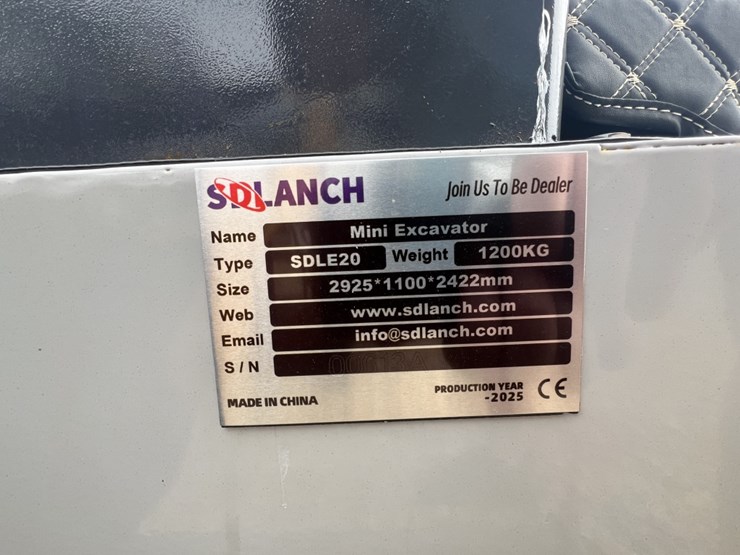 SDLANCH
Join Us To Be Dealer
Name Mini Excavator
Type SDLE20 Weight 1200KG
Size 2925*1100*2422mm
Web www.sdlanch.com
Email info@sdlanch.com
S/N
MADE IN CHINA
PRODUCTION YEAR
-2025 CE